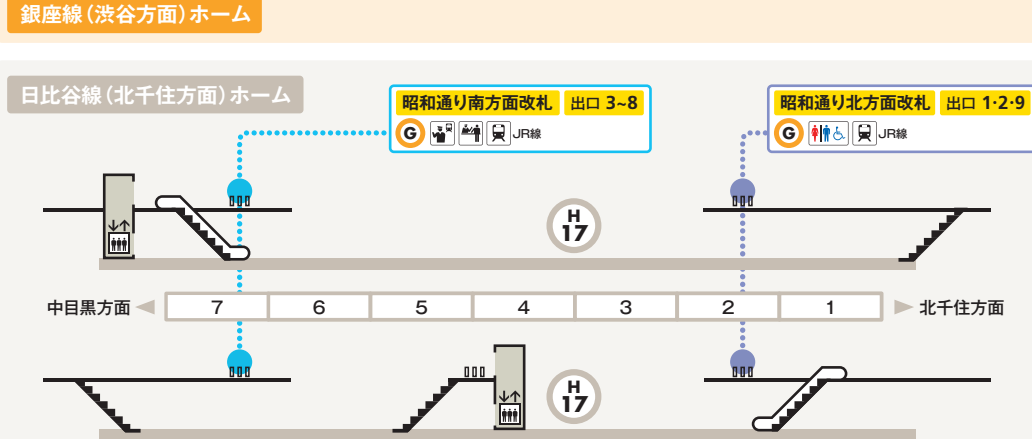 銀座線（渋谷方面）ホーム
日比谷線（北千住方面）ホーム
昭和通り南方面改札 出口 3~8
G JR線
昭和通り北方面改札 出口 1·2·9
G JR線
H
17
中目黒方面 7 6 5 4 3 2 1 北千住方面
H
17